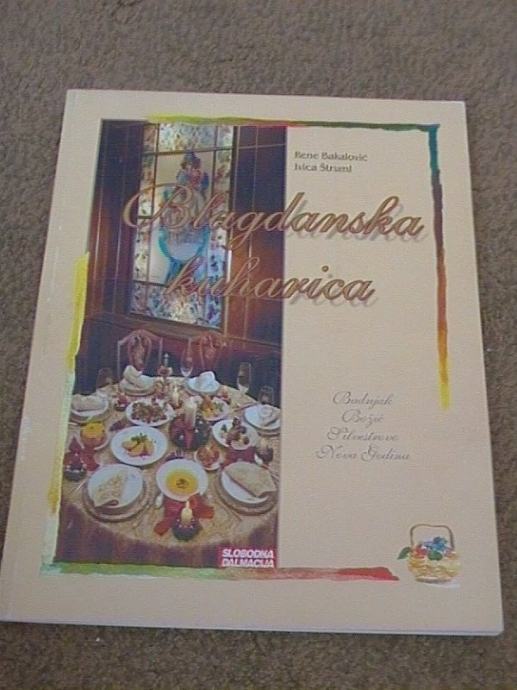 Rene Bakalović
Ivica Štruml
Blagdanska
kuharica
Badnjak
Božić
Silvestrovo
Nova Godina
SLOBODNA
DALMACIJA